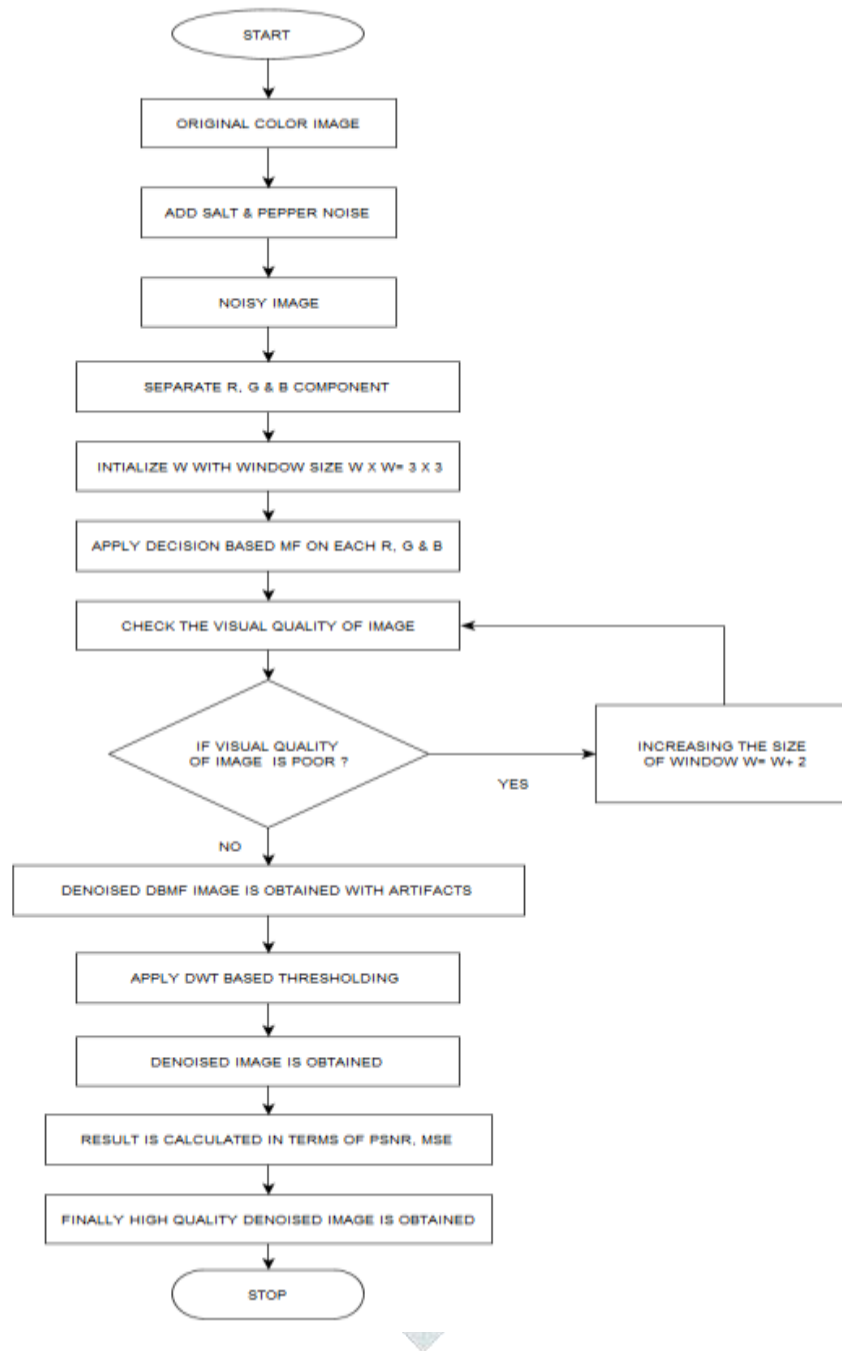 START
ORIGINAL COLOR IMAGE
ADD SALT & PEPPER NOISE
NOISY IMAGE
SEPARATE R, G & B COMPONENT
INTIALIZE W WITH WINDOW SIZE W X W= 3 X 3
APPLY DECISION BASED MF ON EACH R, G & B
CHECK THE VISUAL QUALITY OF IMAGE
IF VISUAL QUALITY
OF IMAGE IS POOR ?
YES
INCREASING THE SIZE
OF WINDOW W= W+ 2
NO
DENOISED DBMF IMAGE IS OBTAINED WITH ARTIFACTS
APPLY DWT BASED THRESHOLDING
DENOISED IMAGE IS OBTAINED
RESULT IS CALCULATED IN TERMS OF PSNR, MSE
FINALLY HIGH QUALITY DENOISED IMAGE IS OBTAINED
STOP